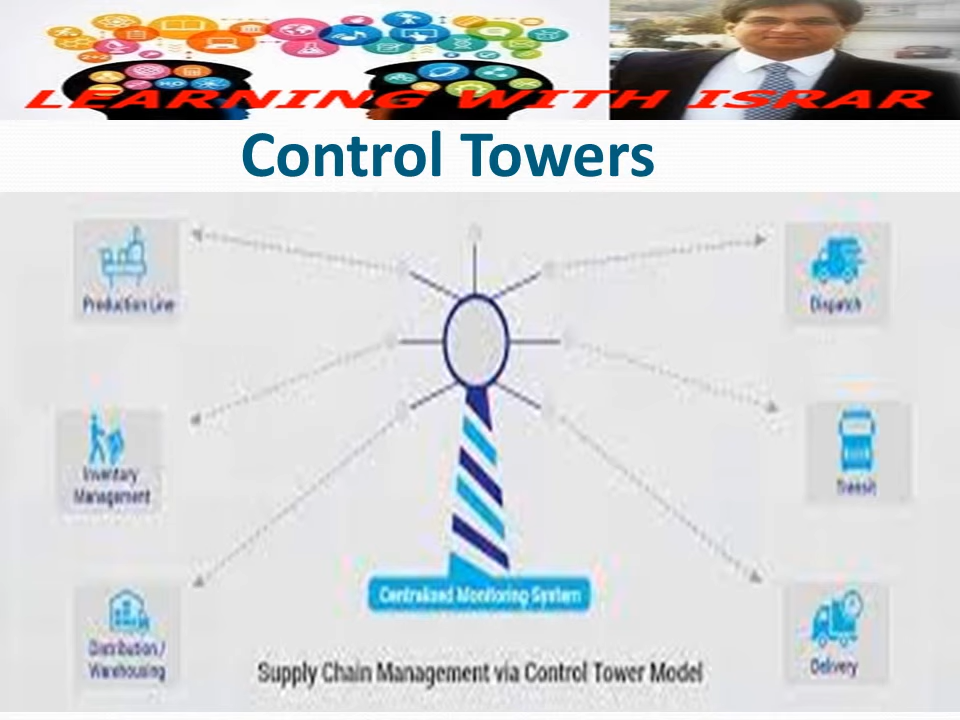 LEARNING WITH ISRAR
Control Towers
Production Line
Dispatch
Inventory
Management
Transit
Centralized Monitoring System
Distribution /
Warehousing
Delivery
Supply Chain Management via Control Tower Model